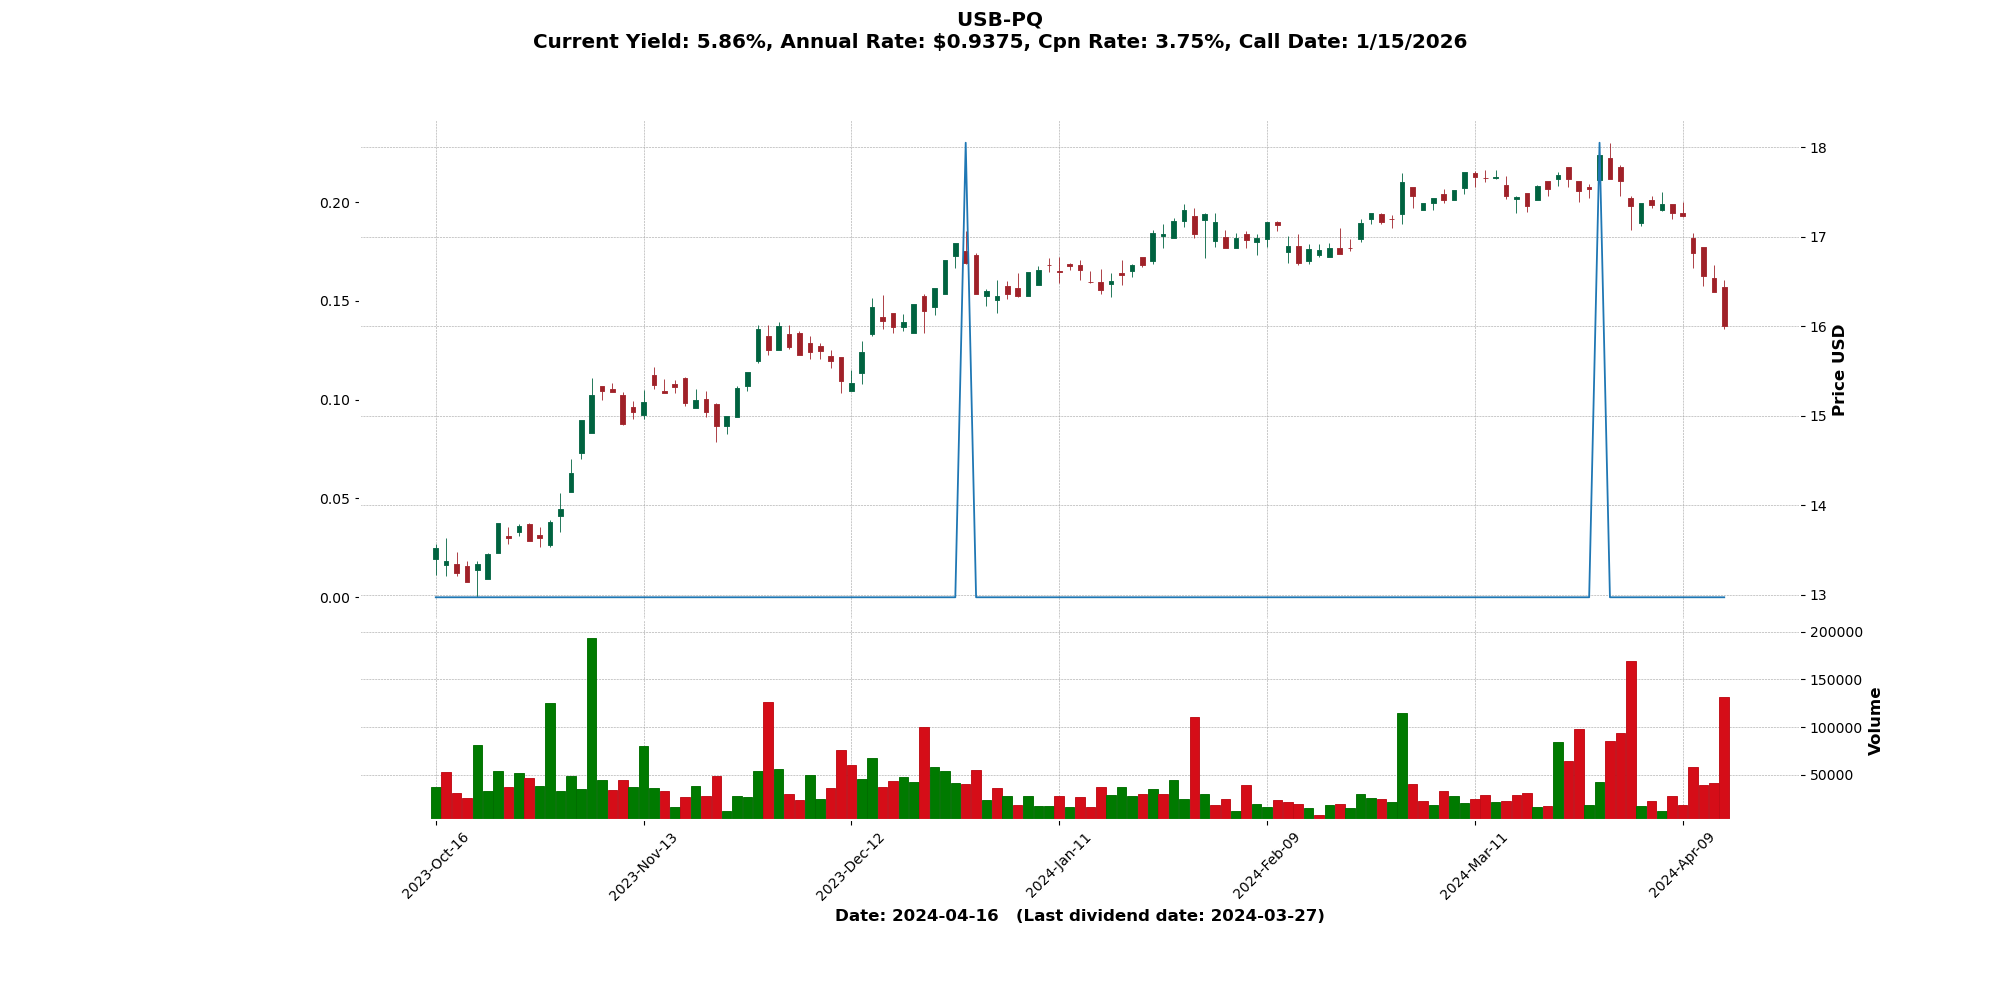 USB-PQ
Current Yield: 5.86%, Annual Rate: $0.9375, Cpn Rate: 3.75%, Call Date: 1/15/2026
0.20
0.15
0.10
0.05
0.00
18
17
16
15
14
13
Price USD
200000
150000
100000
50000
Volume
2023-Oct-16
2023-Nov-13
2023-Dec-12
2024-Jan-11
2024-Feb-09
2024-Mar-11
2024-Apr-09
Date: 2024-04-16 (Last dividend date: 2024-03-27)